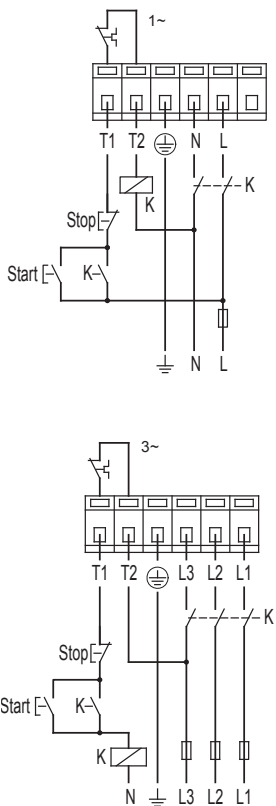 1~
T1 T2 N L
K K
Stop
Start K
N L
3~
T1 T2 L3 L2 L1
K
Stop
Start K
K
N L3 L2 L1